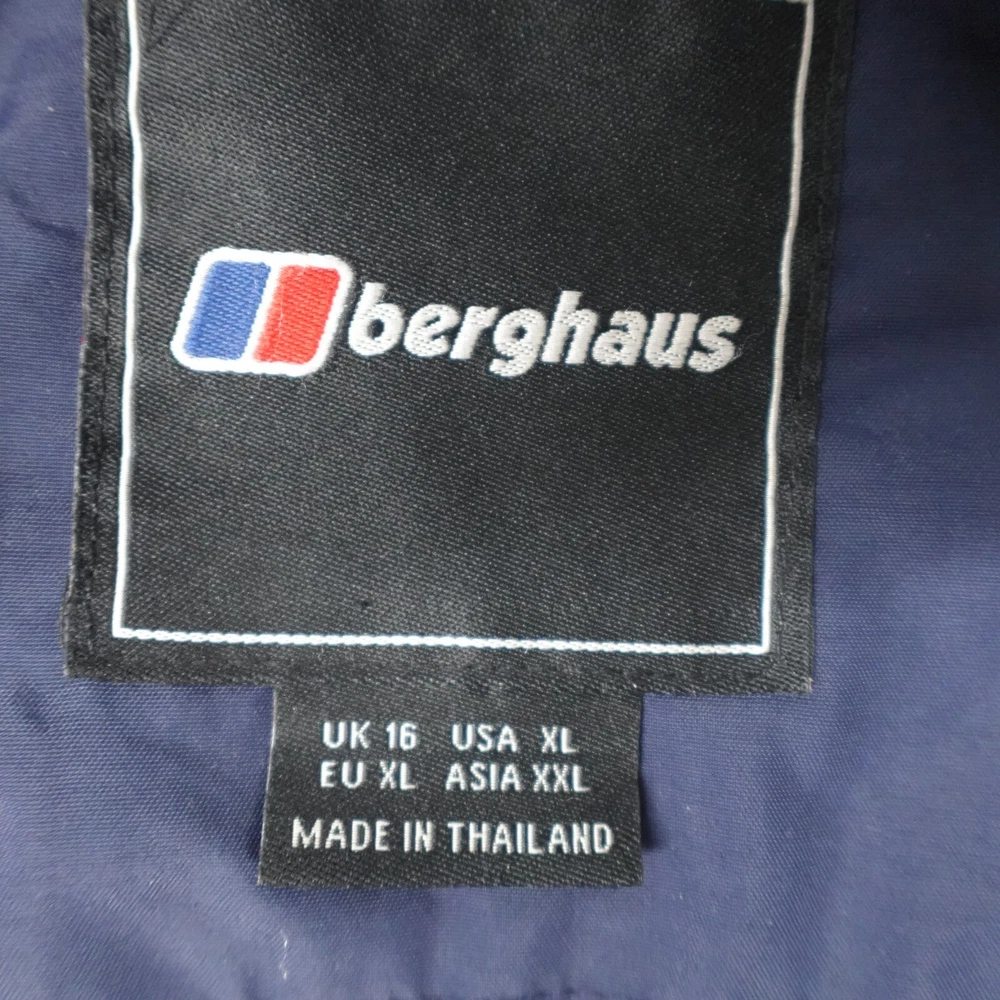 berghaus
UK 16 USA XL
EU XL ASIA XXL
MADE IN THAILAND